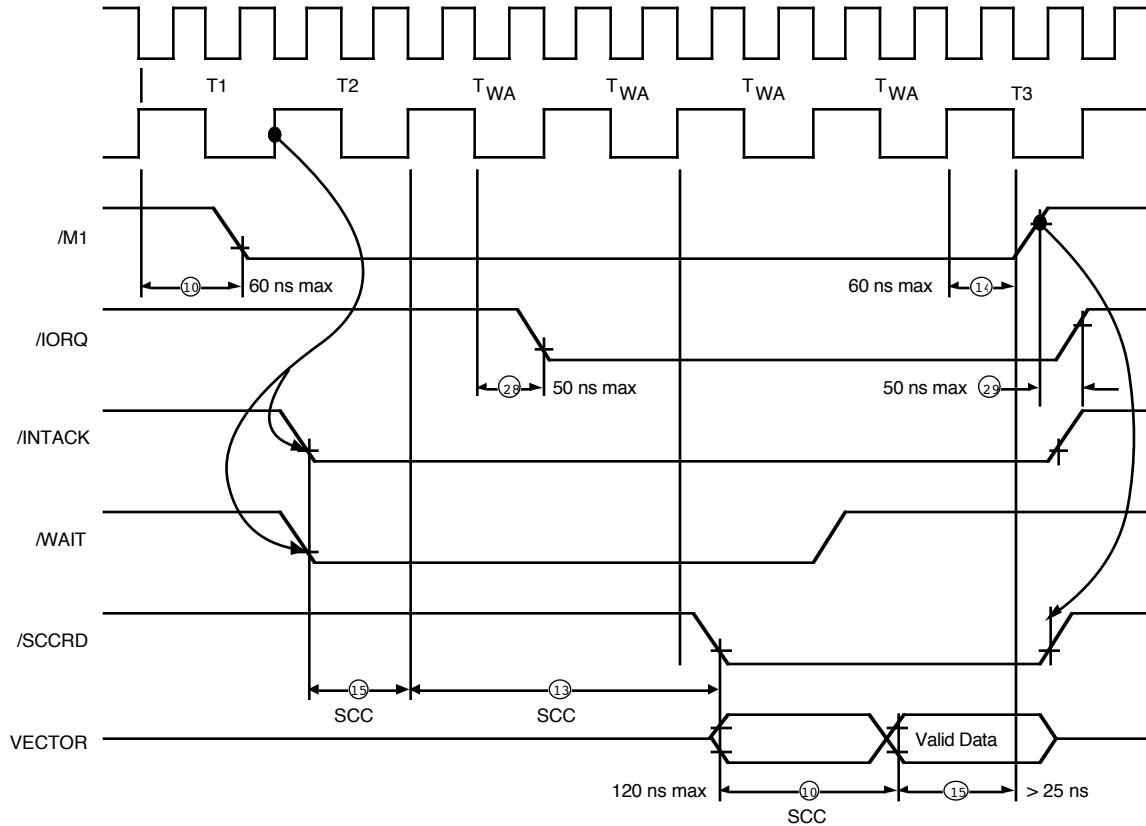 T1 T2 TWA TWA TWA TWA T3
/M1
10 60 ns max 60 ns max 14
/IORQ
28 50 ns max 50 ns max 29
/INTACK
/WAIT
/SCCRD
15 13
SCC SCC
VECTOR Valid Data
120 ns max 10 15 > 25 ns
SCC